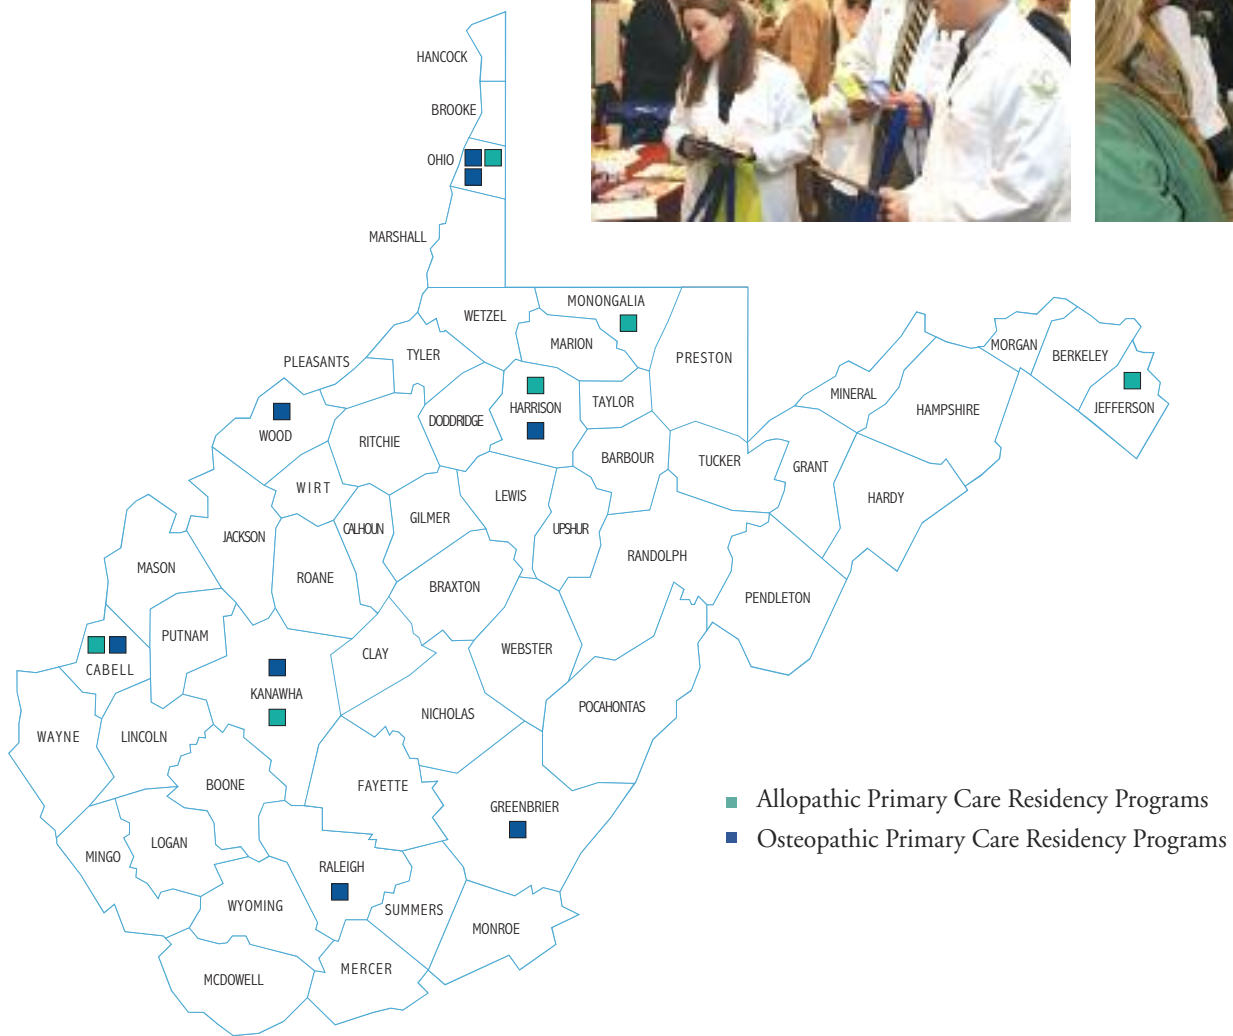 HANCOCK
BROOKE
OHIO
MARSHALL
WETZEL
MONONGALIA
MARION
PRESTON
TYLER
PLEASANTS
MORGAN
BERKELEY
JEFFERSON
MINERAL
HAMPSHIRE
HARRISON
TAYLOR
DODDRIDGE
WOOD
RITCHIE
BARBOUR
TUCKER
GRANT
HARDY
WIRT
LEWIS
UPSHUR
GILMER
CALHOUN
JACKSON
RANDOLPH
MASON
ROANE
BRAXTON
PENDLETON
PUTNAM
CLAY
WEBSTER
CABELL
KANAWHA
NICHOLAS
POCAHONTAS
WAYNE
LINCOLN
BOONE
FAYETTE
GREENBRIER
Allopathic Primary Care Residency Programs
Osteopathic Primary Care Residency Programs
LOGAN
MINGO
RALEIGH
WYOMING
SUMMERS
MONROE
MERCER
MCDOWELL